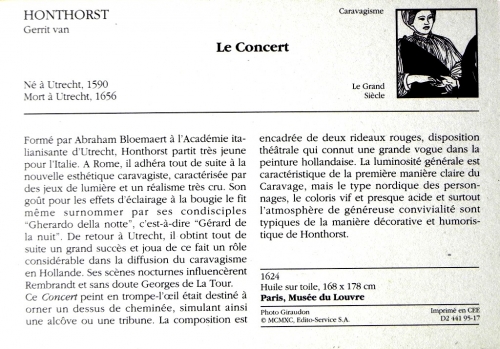 HONTHORST
Gerrit van
Caravagisme
Le Concert
Né à Utrecht, 1590
Mort à Utrecht, 1656
Le Grand
Siècle
Formé par Abraham Bloemaert à l'Académie ita-
lianisante d'Utrecht, Honthorst partit très jeune
pour l'Italie. A Rome, il adhéra tout de suite à la
nouvelle esthétique caravagiste, caractérisée par
des jeux de lumière et un réalisme très cru. Son
goût pour les effets d'éclairage à la bougie le fit
même surnommer par ses condisciples
"Gherardo della notte", c'est-à-dire "Gérard de
la nuit". De retour à Utrecht, il obtint tout de
suite un grand succès et joua de ce fait un rôle
considérable dans la diffusion du caravagisme
en Hollande. Ses scènes nocturnes influencèrent
Rembrandt et sans doute Georges de La Tour.
Ce Concert peint en trompe-l'œil était destiné à
orner un dessus de cheminée, simulant ainsi
une alcôve ou une tribune. La composition est
encadrée de deux rideaux rouges, disposition
théâtrale qui connut une grande vogue dans la
peinture hollandaise. La luminosité générale est
caractéristique de la première manière claire du
Caravage, mais le type nordique des person-
nages, le coloris vif et presque acide et surtout
l'atmosphère de généreuse convivialité sont
typiques de la manière décorative et humoris-
tique de Honthorst.
1624
Huile sur toile, 168 x 178 cm
Paris, Musée du Louvre
Photo Giraudon
© MCMXC, Edito-Service S.A.
Imprimé en CEE
D2 441 95-17